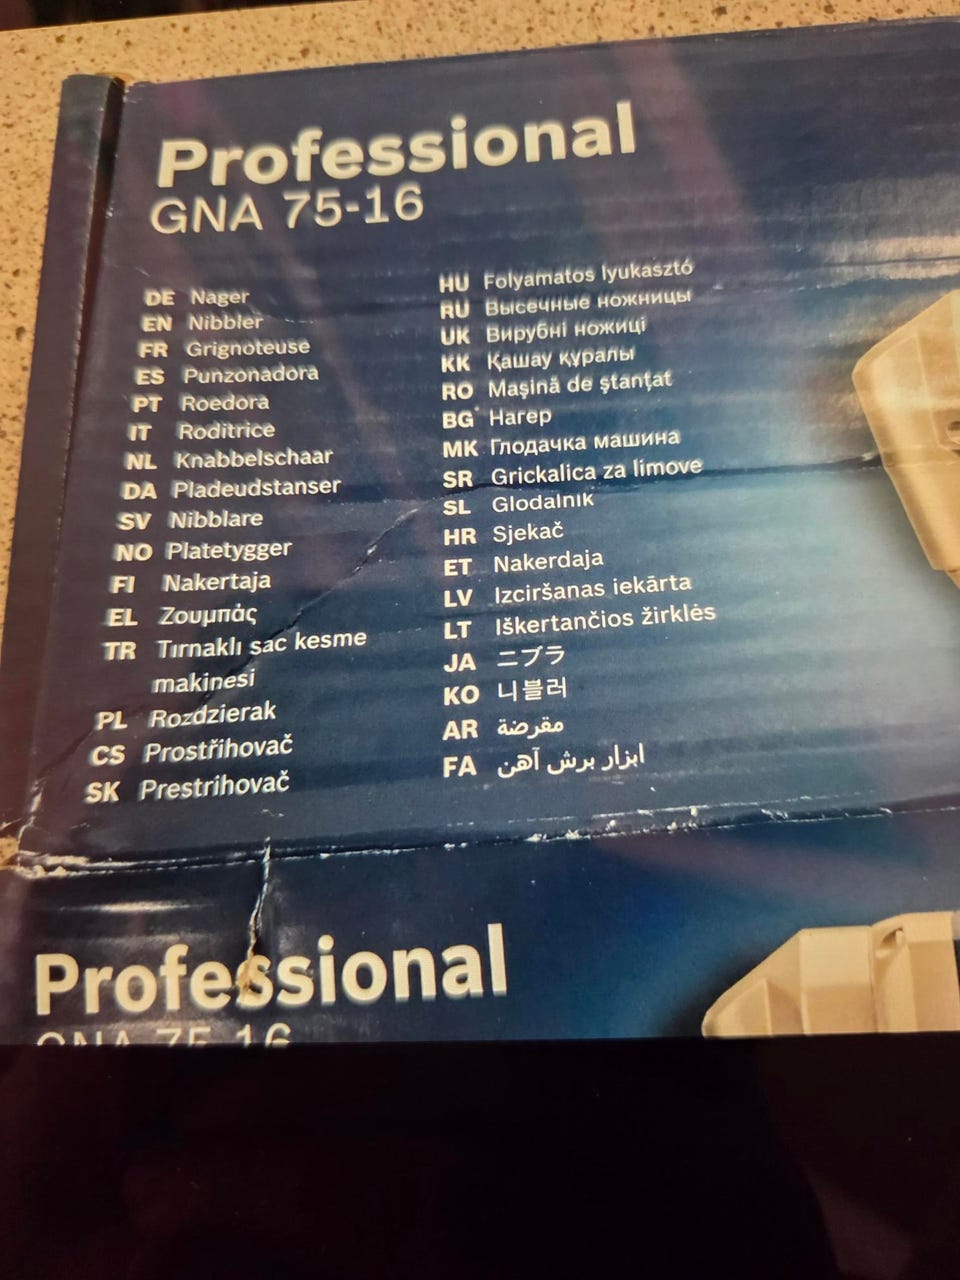 Professional
GNA 75-16
DE Nager
EN Nibbler
FR Grignoteuse
ES Punzonadora
PT Roedora
IT Roditrice
NL Knabbelschaar
DA Pladeudstanser
SV Nibblare
NO Platetygger
FI Nakertaja
EL Ζουμπάς
TR Tırnaklı sac kesme
makinesi
PL Rozdzierak
CS Prostřihovač
SK Prestrihovač
HU Folyamatos lyukasztó
RU Высечные ножницы
UK Вирубні ножиці
KK Қашау құралы
RO Maşină de ştanţat
BG Нагер
MK Глодачка машина
SR Grickalica za limove
SL Glodalnik
HR Sjekač
ET Nakerdaja
LV Izciršanas iekārta
LT Iškertančios žirklės
JA ニブラ
KO 니블러
AR مقرضة
FA ابزار برش آهن
Professional
GNA 75-16